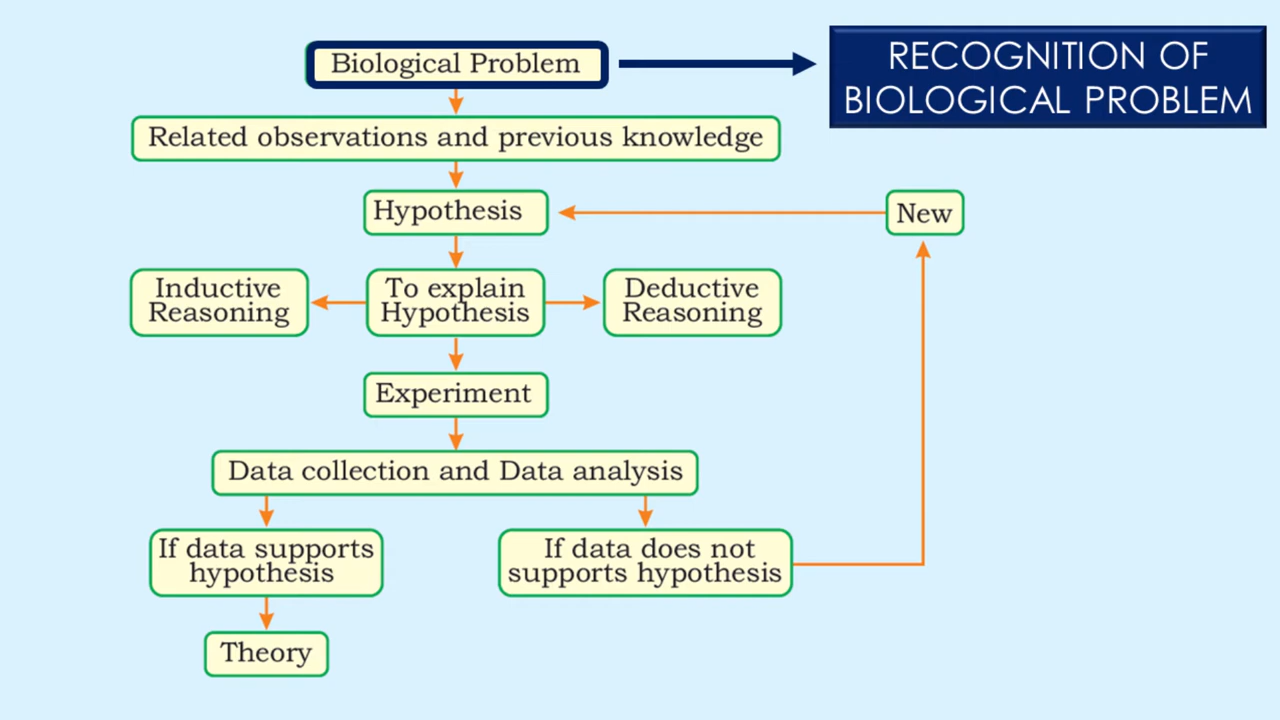 Biological Problem
RECOGNITION OF
BIOLOGICAL PROBLEM
Related observations and previous knowledge
Hypothesis
New
Inductive
Reasoning
To explain
Hypothesis
Deductive
Reasoning
Experiment
Data collection and Data analysis
If data supports
hypothesis
If data does not
supports hypothesis
Theory